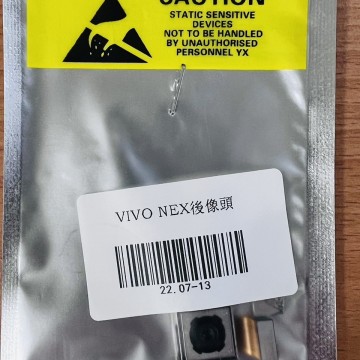 CAUTION
STATIC SENSITIVE
DEVICES
NOT TO BE HANDLED
BY UNAUTHORISED
PERSONNEL YX
VIVO NEX後像頭
22.07-13